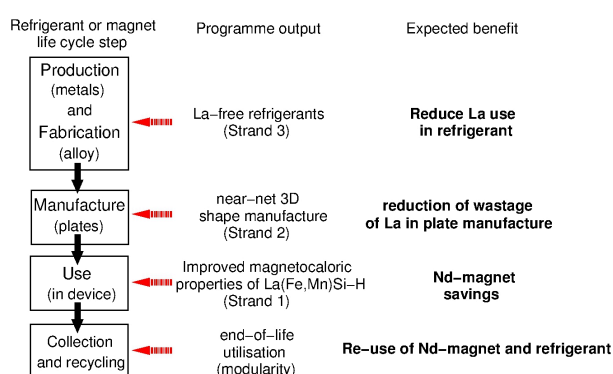 Refrigerant or magnet
life cycle step
Programme output
Expected benefit
Production
(metals)
and
Fabrication
(alloy)
La−free refrigerants
(Strand 3)
Reduce La use
in refrigerant
Manufacture
(plates)
near−net 3D
shape manufacture
(Strand 2)
reduction of wastage
of La in plate manufacture
Use
(in device)
Improved magnetocaloric
properties of La(Fe,Mn)Si−H
(Strand 1)
Nd−magnet
savings
Collection
and recycling
end−of−life
utilisation
(modularity)
Re−use of Nd−magnet and refrigerant